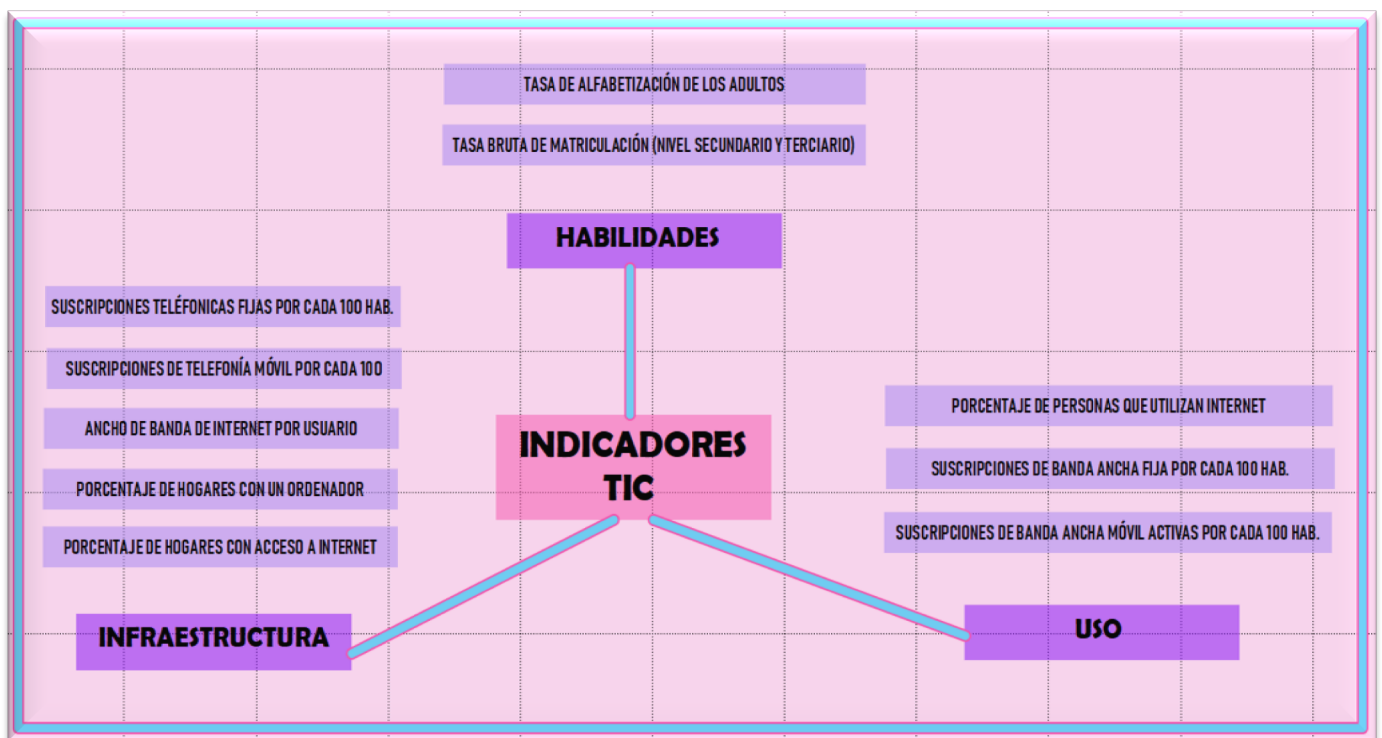 TASA DE ALFABETIZACIÓN DE LOS ADULTOS
TASA BRUTA DE MATRICULACIÓN (NIVEL SECUNDARIO Y TERCIARIO)
HABILIDADES
SUSCRIPCIONES TELÉFONICAS FIJAS POR CADA 100 HAB.
SUSCRIPCIONES DE TELEFONÍA MÓVIL POR CADA 100
ANCHO DE BANDA DE INTERNET POR USUARIO
PORCENTAJE DE HOGARES CON UN ORDENADOR
PORCENTAJE DE HOGARES CON ACCESO A INTERNET
INFRAESTRUCTURA
INDICADORES
TIC
PORCENTAJE DE PERSONAS QUE UTILIZAN INTERNET
SUSCRIPCIONES DE BANDA ANCHA FIJA POR CADA 100 HAB.
SUSCRIPCIONES DE BANDA ANCHA MÓVIL ACTIVAS POR CADA 100 HAB.
USO